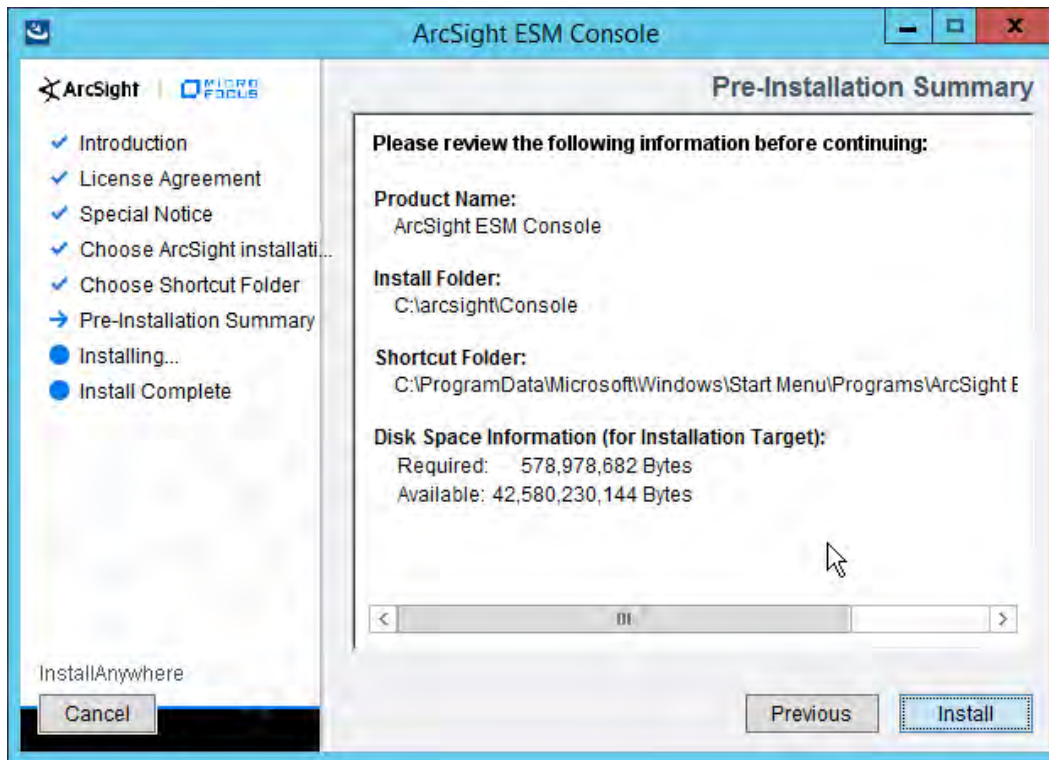 ArcSight ESM Console
ArcSight | MICRO FOCUS
Pre-Installation Summary
Introduction
License Agreement
Special Notice
Choose ArcSight installati...
Choose Shortcut Folder
Pre-Installation Summary
Installing...
Install Complete
Please review the following information before continuing:
Product Name:
ArcSight ESM Console
Install Folder:
C:\arcsight\Console
Shortcut Folder:
C:\ProgramData\Microsoft\Windows\Start Menu\Programs\ArcSight E
Disk Space Information (for Installation Target):
Required: 578,978,682 Bytes
Available: 42,580,230,144 Bytes
InstallAnywhere
Cancel
Previous
Install